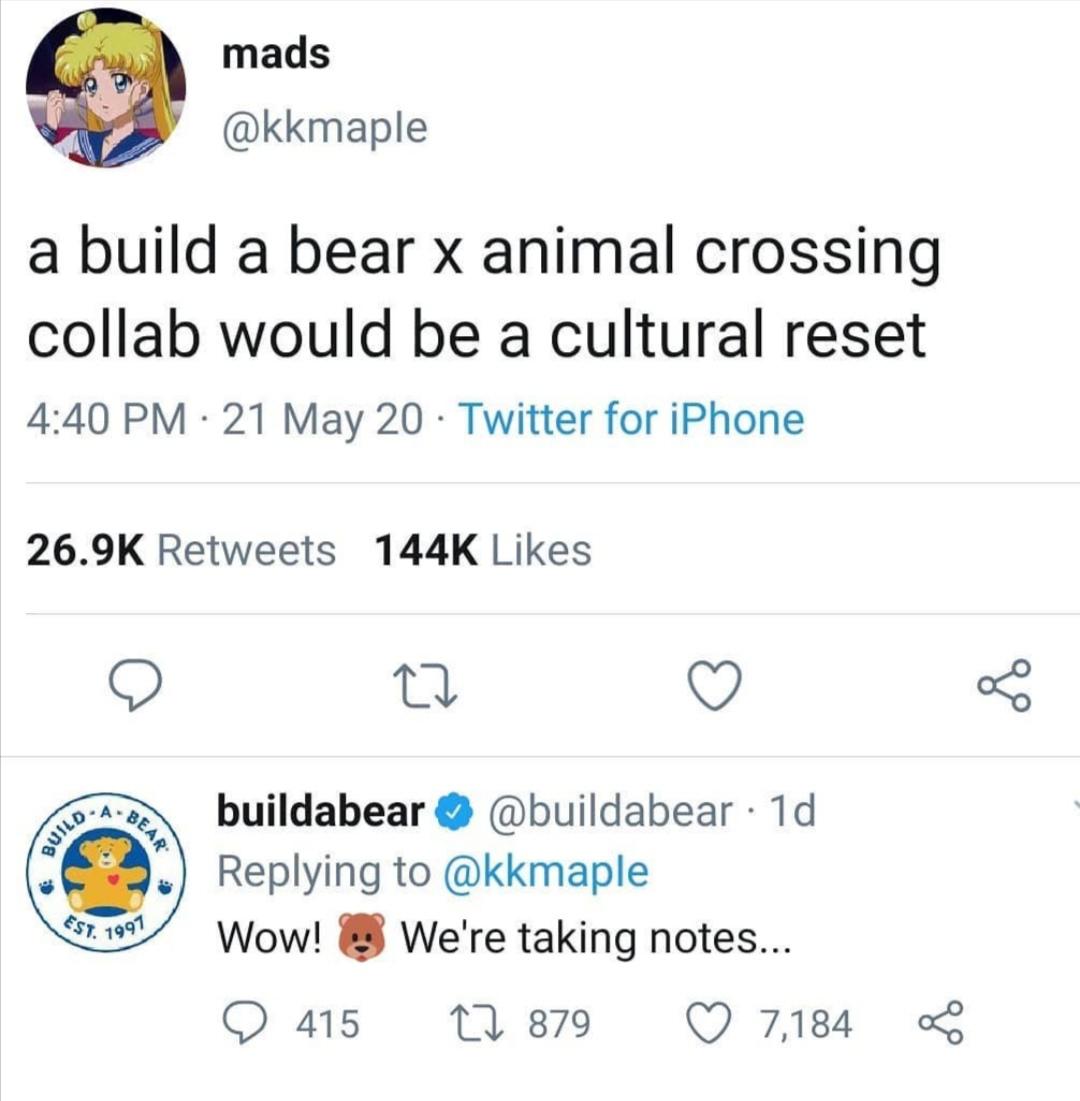 mads
@kkmaple
a build a bear x animal crossing
collab would be a cultural reset
4:40 PM · 21 May 20 · Twitter for iPhone
26.9K Retweets 144K Likes
BUILD-A-BEAR
EST. 1997
buildabear @buildabear · 1d
Replying to @kkmaple
Wow! 🐻 We're taking notes...
415 879 7,184